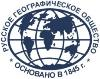 РУССКОЕ ГЕОГРАФИЧЕСКОЕ ОБЩЕСТВО
* ОСНОВАНО В 1845 г. *